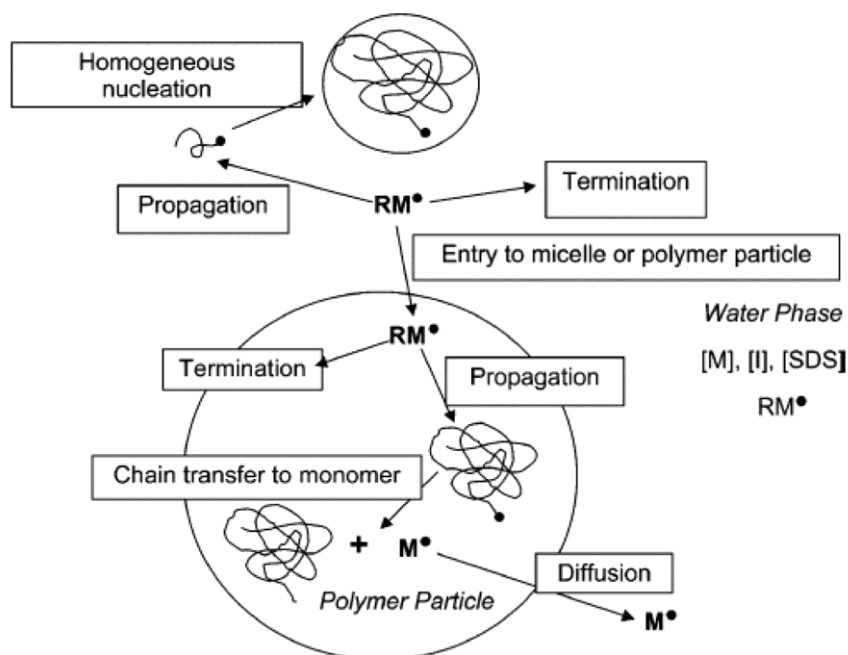 Homogeneous
nucleation
Propagation
RM•
Termination
Entry to micelle or polymer particle
Water Phase
[M], [I], [SDS]
RM•
RM•
Termination
Propagation
Chain transfer to monomer
+ M•
Polymer Particle
Diffusion
M•